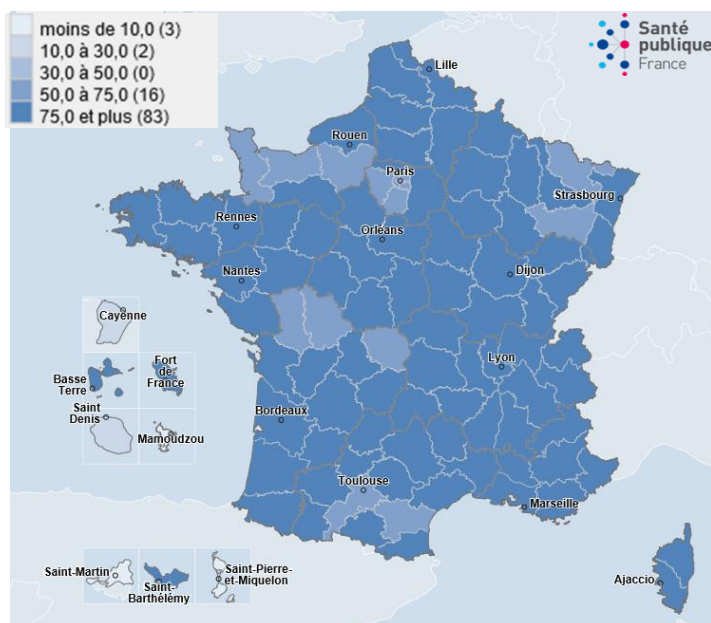 moins de 10,0 (3)
10,0 à 30,0 (2)
30,0 à 50,0 (0)
50,0 à 75,0 (16)
75,0 et plus (83)
Santé
publique
France
Lille
Rouen
Paris
Strasbourg
Rennes
Orléans
Nantes
Dijon
Cayenne
Lyon
Basse
Terre
Fort
de
France
Saint
Denis
Mamoudzou
Bordeaux
Toulouse
Marseille
Saint-Martin
Saint-
Barthélémy
Saint-Pierre-
et-Miquelon
Ajaccio